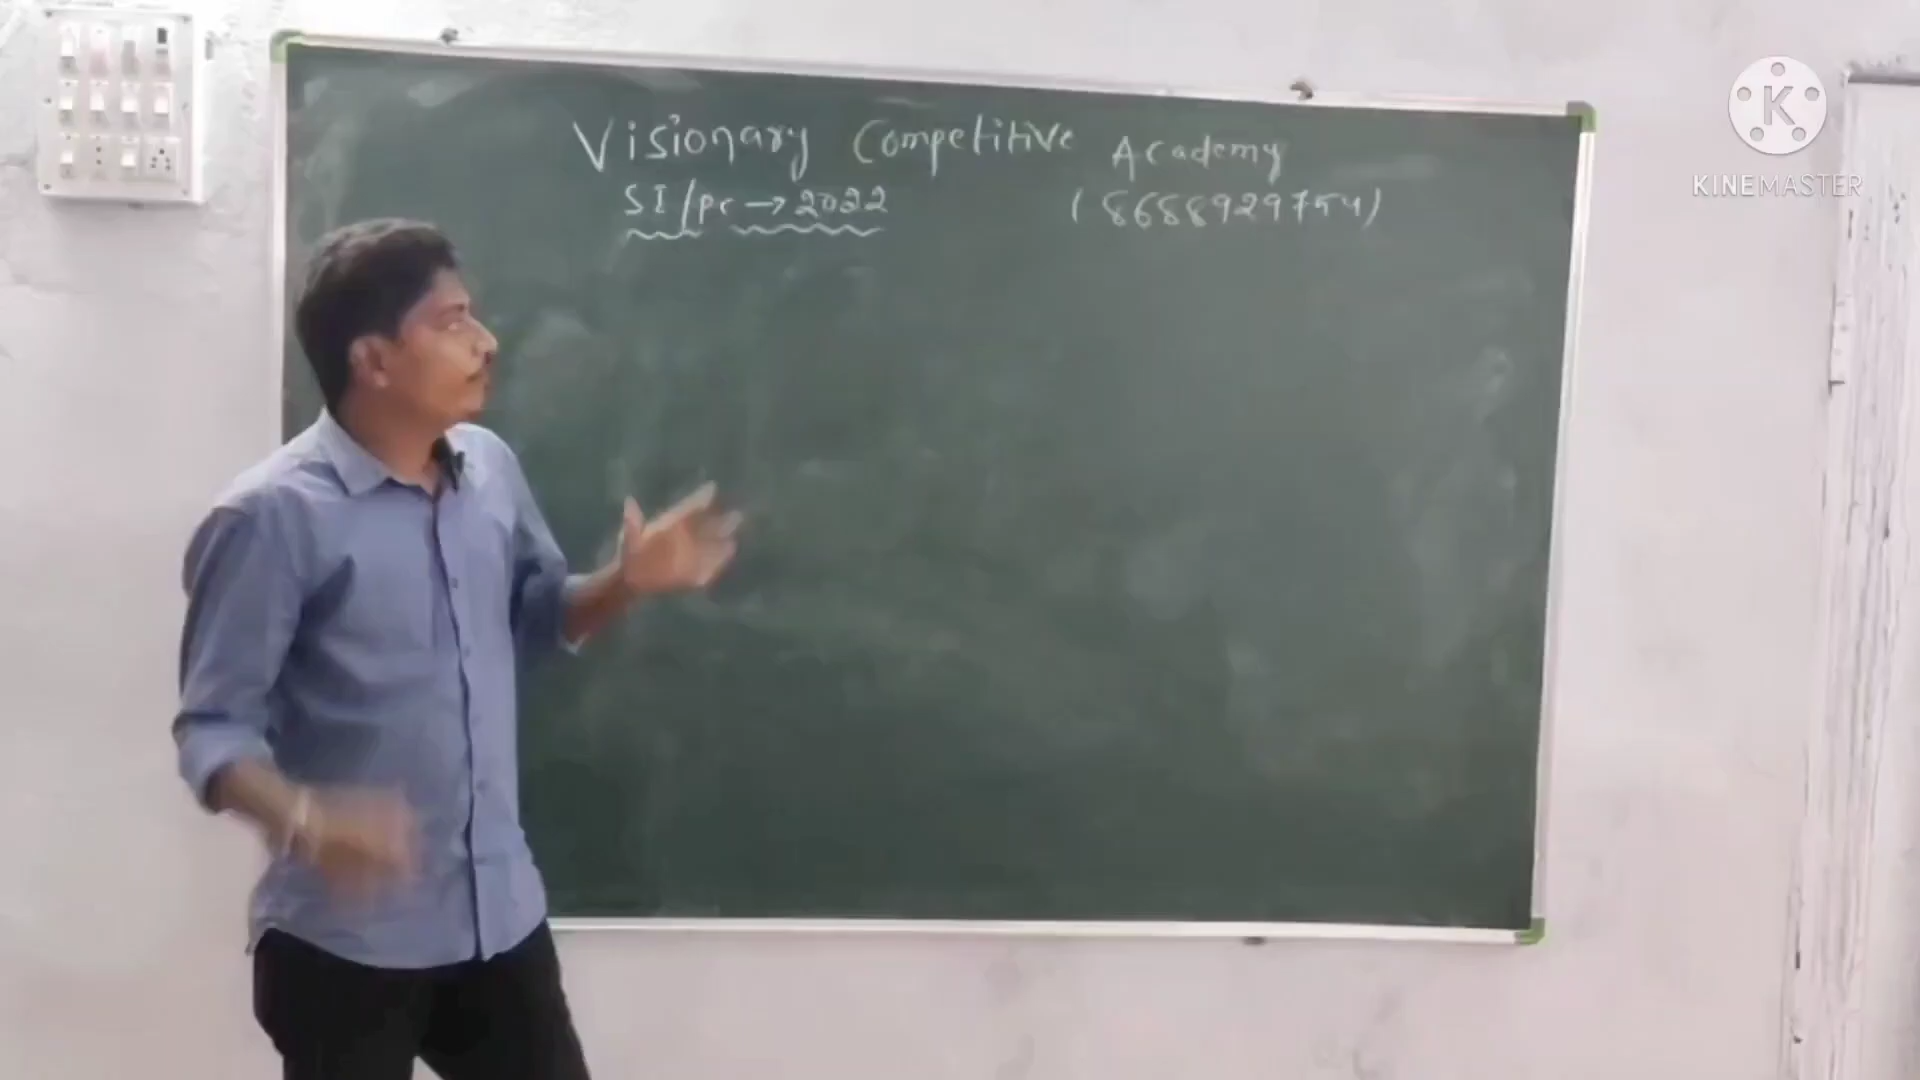 Visionary Competitive Academy
SI/pc → 2022 (8688929754)
KINEMASTER